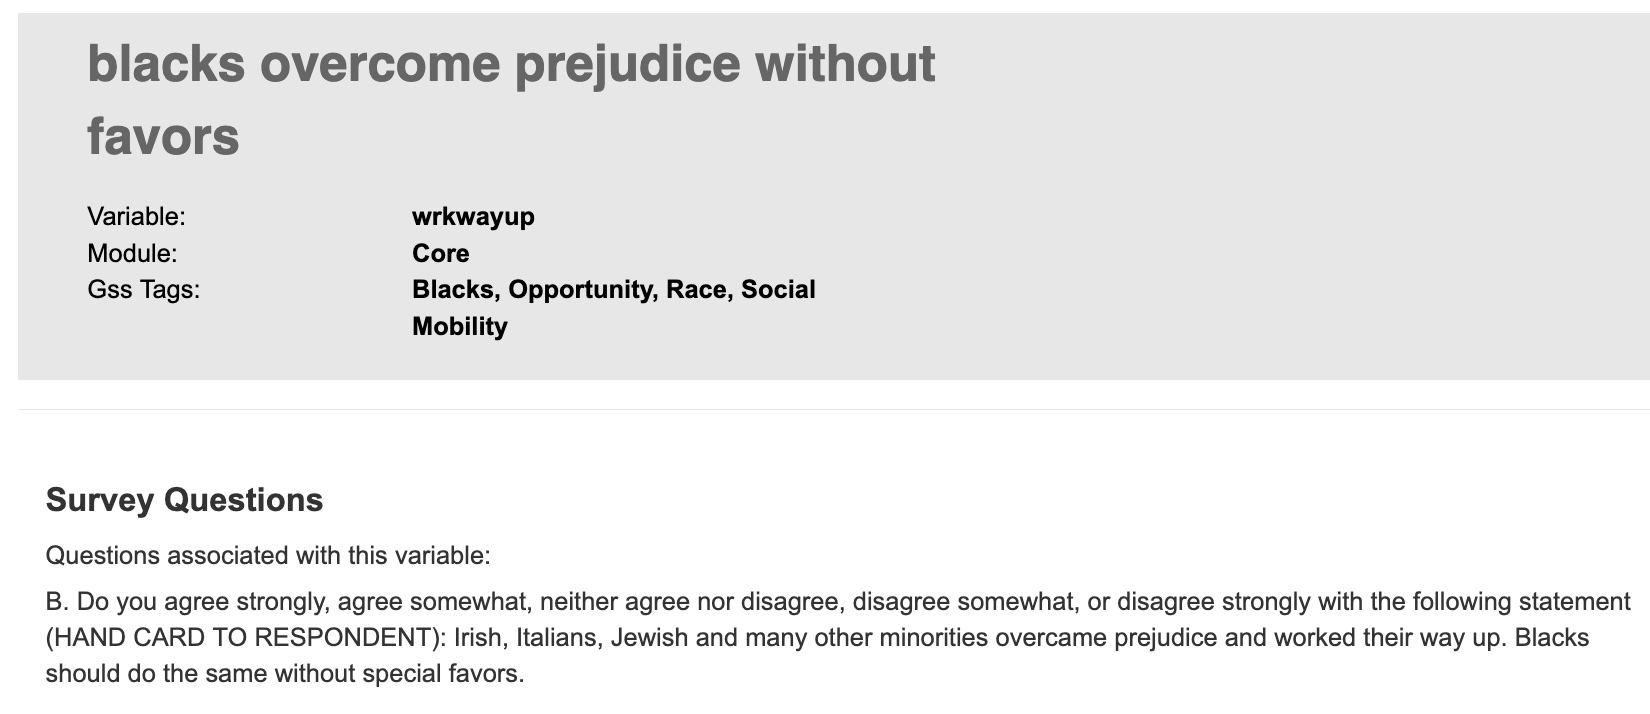 blacks overcome prejudice without
favors
Variable: wrkwayup
Module: Core
Gss Tags: Blacks, Opportunity, Race, Social
Mobility
Survey Questions
Questions associated with this variable:
B. Do you agree strongly, agree somewhat, neither agree nor disagree, disagree somewhat, or disagree strongly with the following statement
(HAND CARD TO RESPONDENT): Irish, Italians, Jewish and many other minorities overcame prejudice and worked their way up. Blacks
should do the same without special favors.